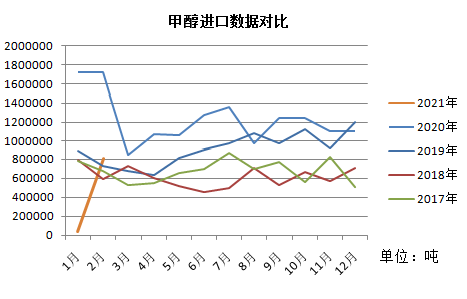 甲醇进口数据对比
2000000
1800000
1600000
1400000
1200000
1000000
800000
600000
400000
200000
0
1月 2月 3月 4月 5月 6月 7月 8月 9月 10月 11月 12月
2021年
2020年
2019年
2018年
2017年
单位：吨